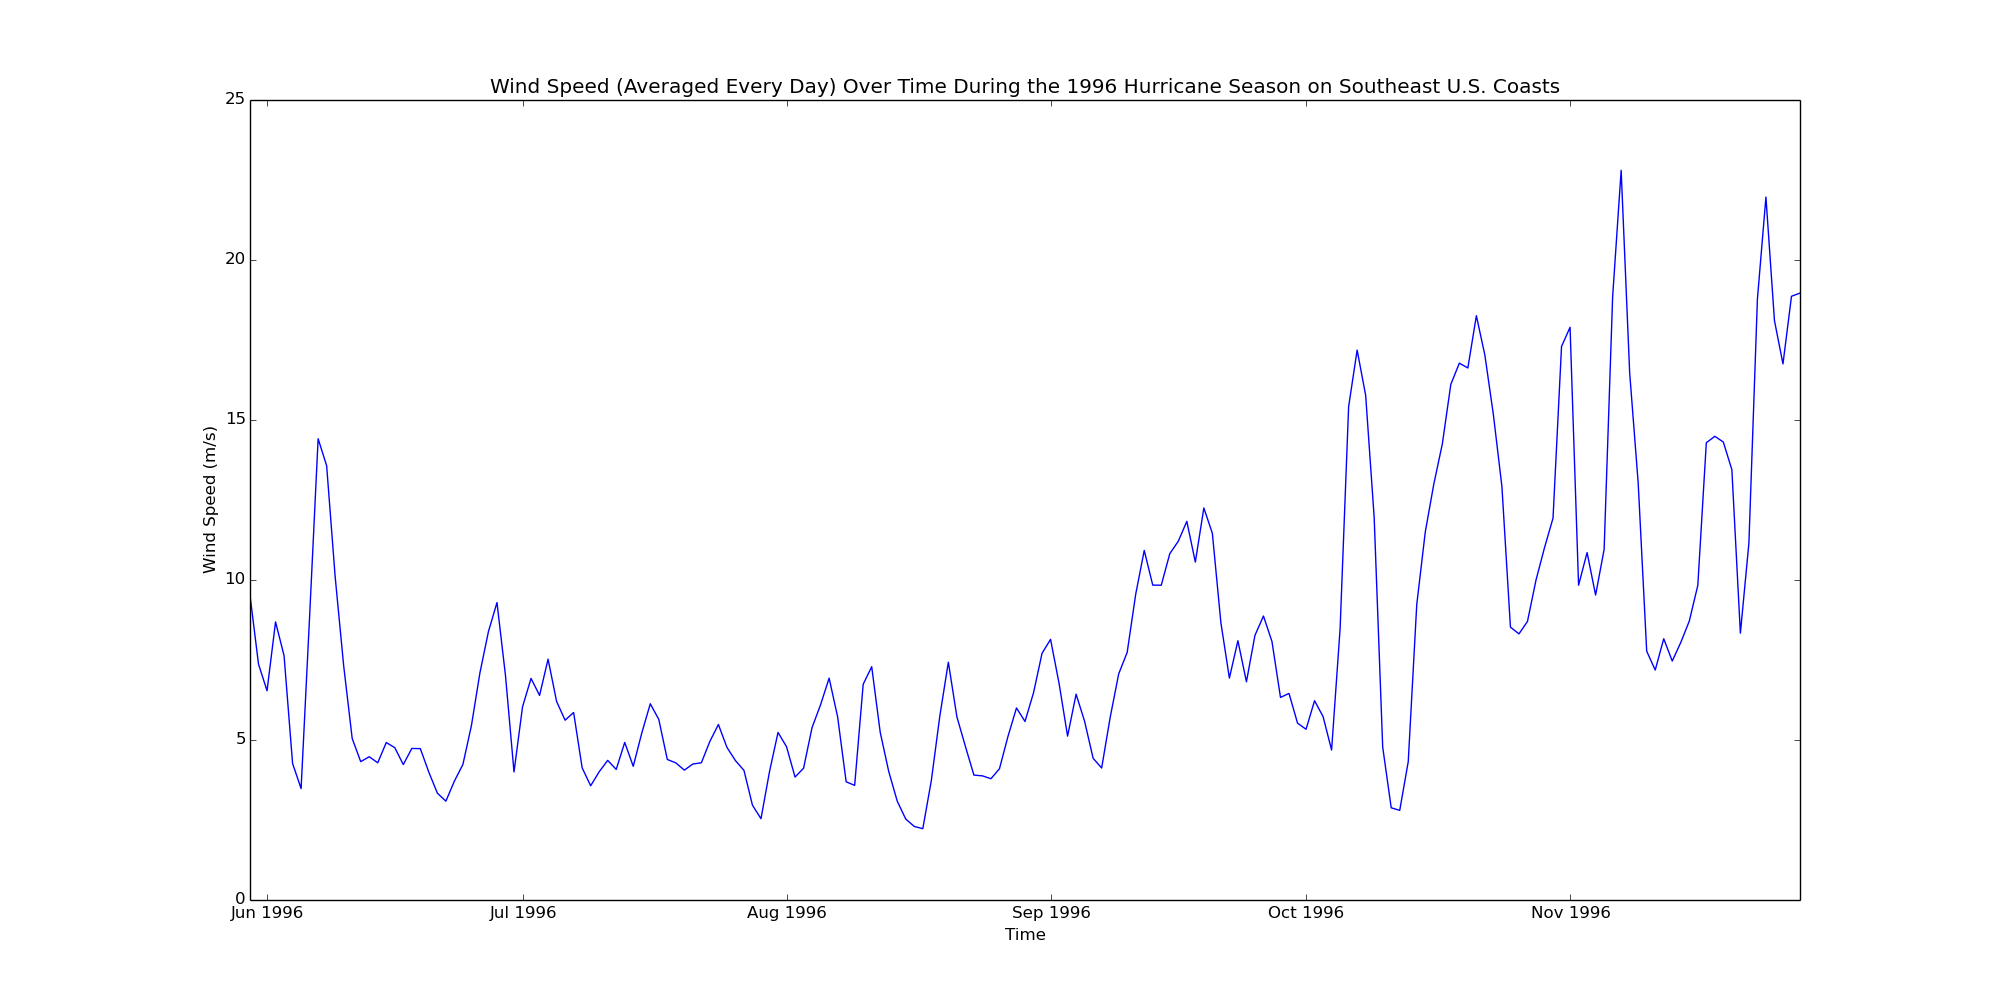 Wind Speed (Averaged Every Day) Over Time During the 1996 Hurricane Season on Southeast U.S. Coasts
25
20
15
10
5
0
Wind Speed (m/s)
Jun 1996 Jul 1996 Aug 1996 Sep 1996 Oct 1996 Nov 1996
Time